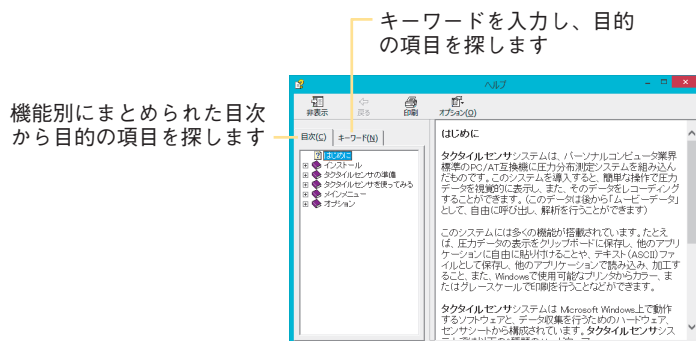 キーワードを入力し、目的
の項目を探します
機能別にまとめられた目次
から目的の項目を探します
ヘルプ
非表示 戻る 印刷 オプション(O)
目次(C) キーワード(N)
はじめに
インストール
タクタイルセンサの準備
タクタイルセンサを使ってみる
メインメニュー
オプション
はじめに
タクタイルセンサシステムは、パーソナルコンピュータ業界
標準のPC/AT互換機に圧力分布測定システムを組み込ん
だものです。このシステムを導入すると、簡単な操作で圧力
データを視覚的に表示し、また、そのデータをレコーディング
することができます。(このデータは後から「ムービーデータ」
として、自由に呼び出し、解析を行うことができます)
このシステムには多くの機能が搭載されています。たとえ
ば、圧力データの表示をクリップボードに保存し、他のアプリ
ケーションに自由に貼り付けることや、テキスト(ASCII)ファ
イルとして保存し、他のアプリケーションで読み込み、加工す
ること、また、Windowsで使用可能なプリンタからカラー、ま
たはグレースケールで印刷を行うことなどができます。
タクタイルセンサシステムは Microsoft Windows上で動作
するソフトウェアと、データ収集を行うためのハードウェア、
センサシートから構成されています。タクタイルセンサシス